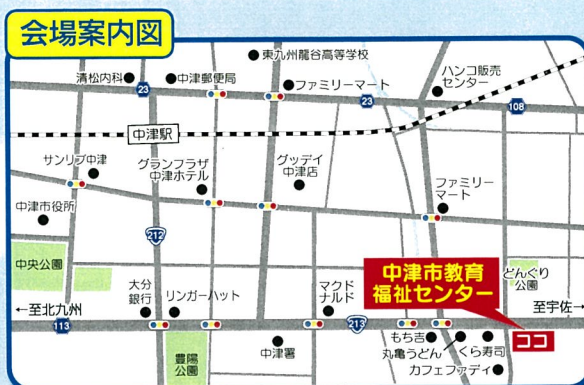 会場案内図
東九州龍谷高等学校
清松内科
中津郵便局
ファミリーマート
ハンコ販売
センター
23
23
108
中津駅
サンリブ中津
グランプラザ
中津ホテル
グッデイ
中津店
ファミリー
マート
中津市役所
212
中央公園
大分
銀行
リンガーハット
マクド
ナルド
中津市教育
福祉センター
どんぐり
公園
←至北九州
至宇佐→
113
213
ココ
豊陽
公園
中津署
もち吉
丸亀うどん
くら寿司
カフェファディ